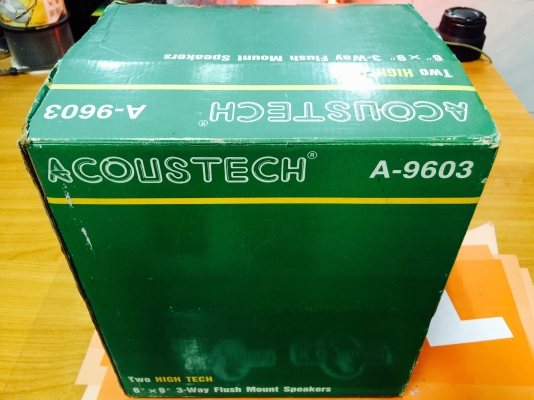 6" × 9" 3-Way Flush Mount Speakers
Two HIGH
ACOUSTECH®
A-9603
ACOUSTECH® A-9603
Two HIGH TECH
6" × 9" 3-Way Flush Mount Speakers